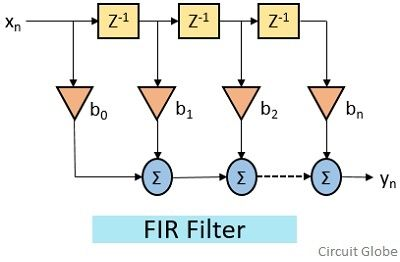 xₙ Z⁻¹ Z⁻¹ Z⁻¹
b₀ b₁ b₂ bₙ
Σ Σ Σ yₙ
FIR Filter
Circuit Globe